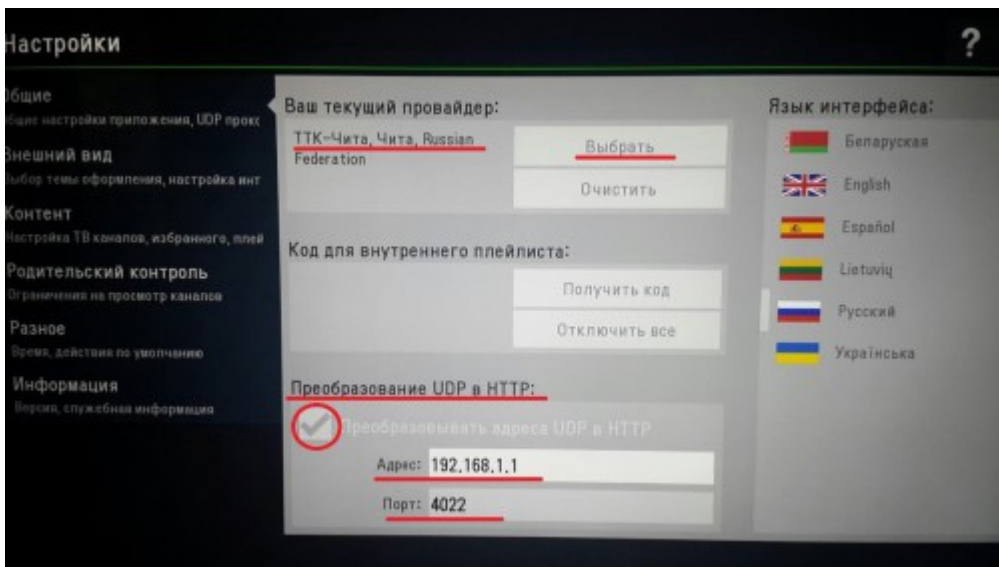 Настройки
?
Общие
Общие настройки приложения, UDP прокс
Внешний вид
Выбор темы оформления, настройка инт
Контент
Настройка ТВ каналов, избранного, плей
Родительский контроль
Ограничения на просмотр каналов
Разное
Время, действия по умолчанию
Информация
Версия, служебная информация
Ваш текущий провайдер:
ТТК-Чита, Чита, Russian
Federation
Выбрать
Очистить
Код для внутреннего плейлиста:
Получить код
Отключить все
Преобразование UDP в HTTP:
Преобразовывать адреса UDP в HTTP
Адрес: 192.168.1.1
Порт: 4022
Язык интерфейса:
Беларуская
English
Español
Lietuvių
Русский
Українська